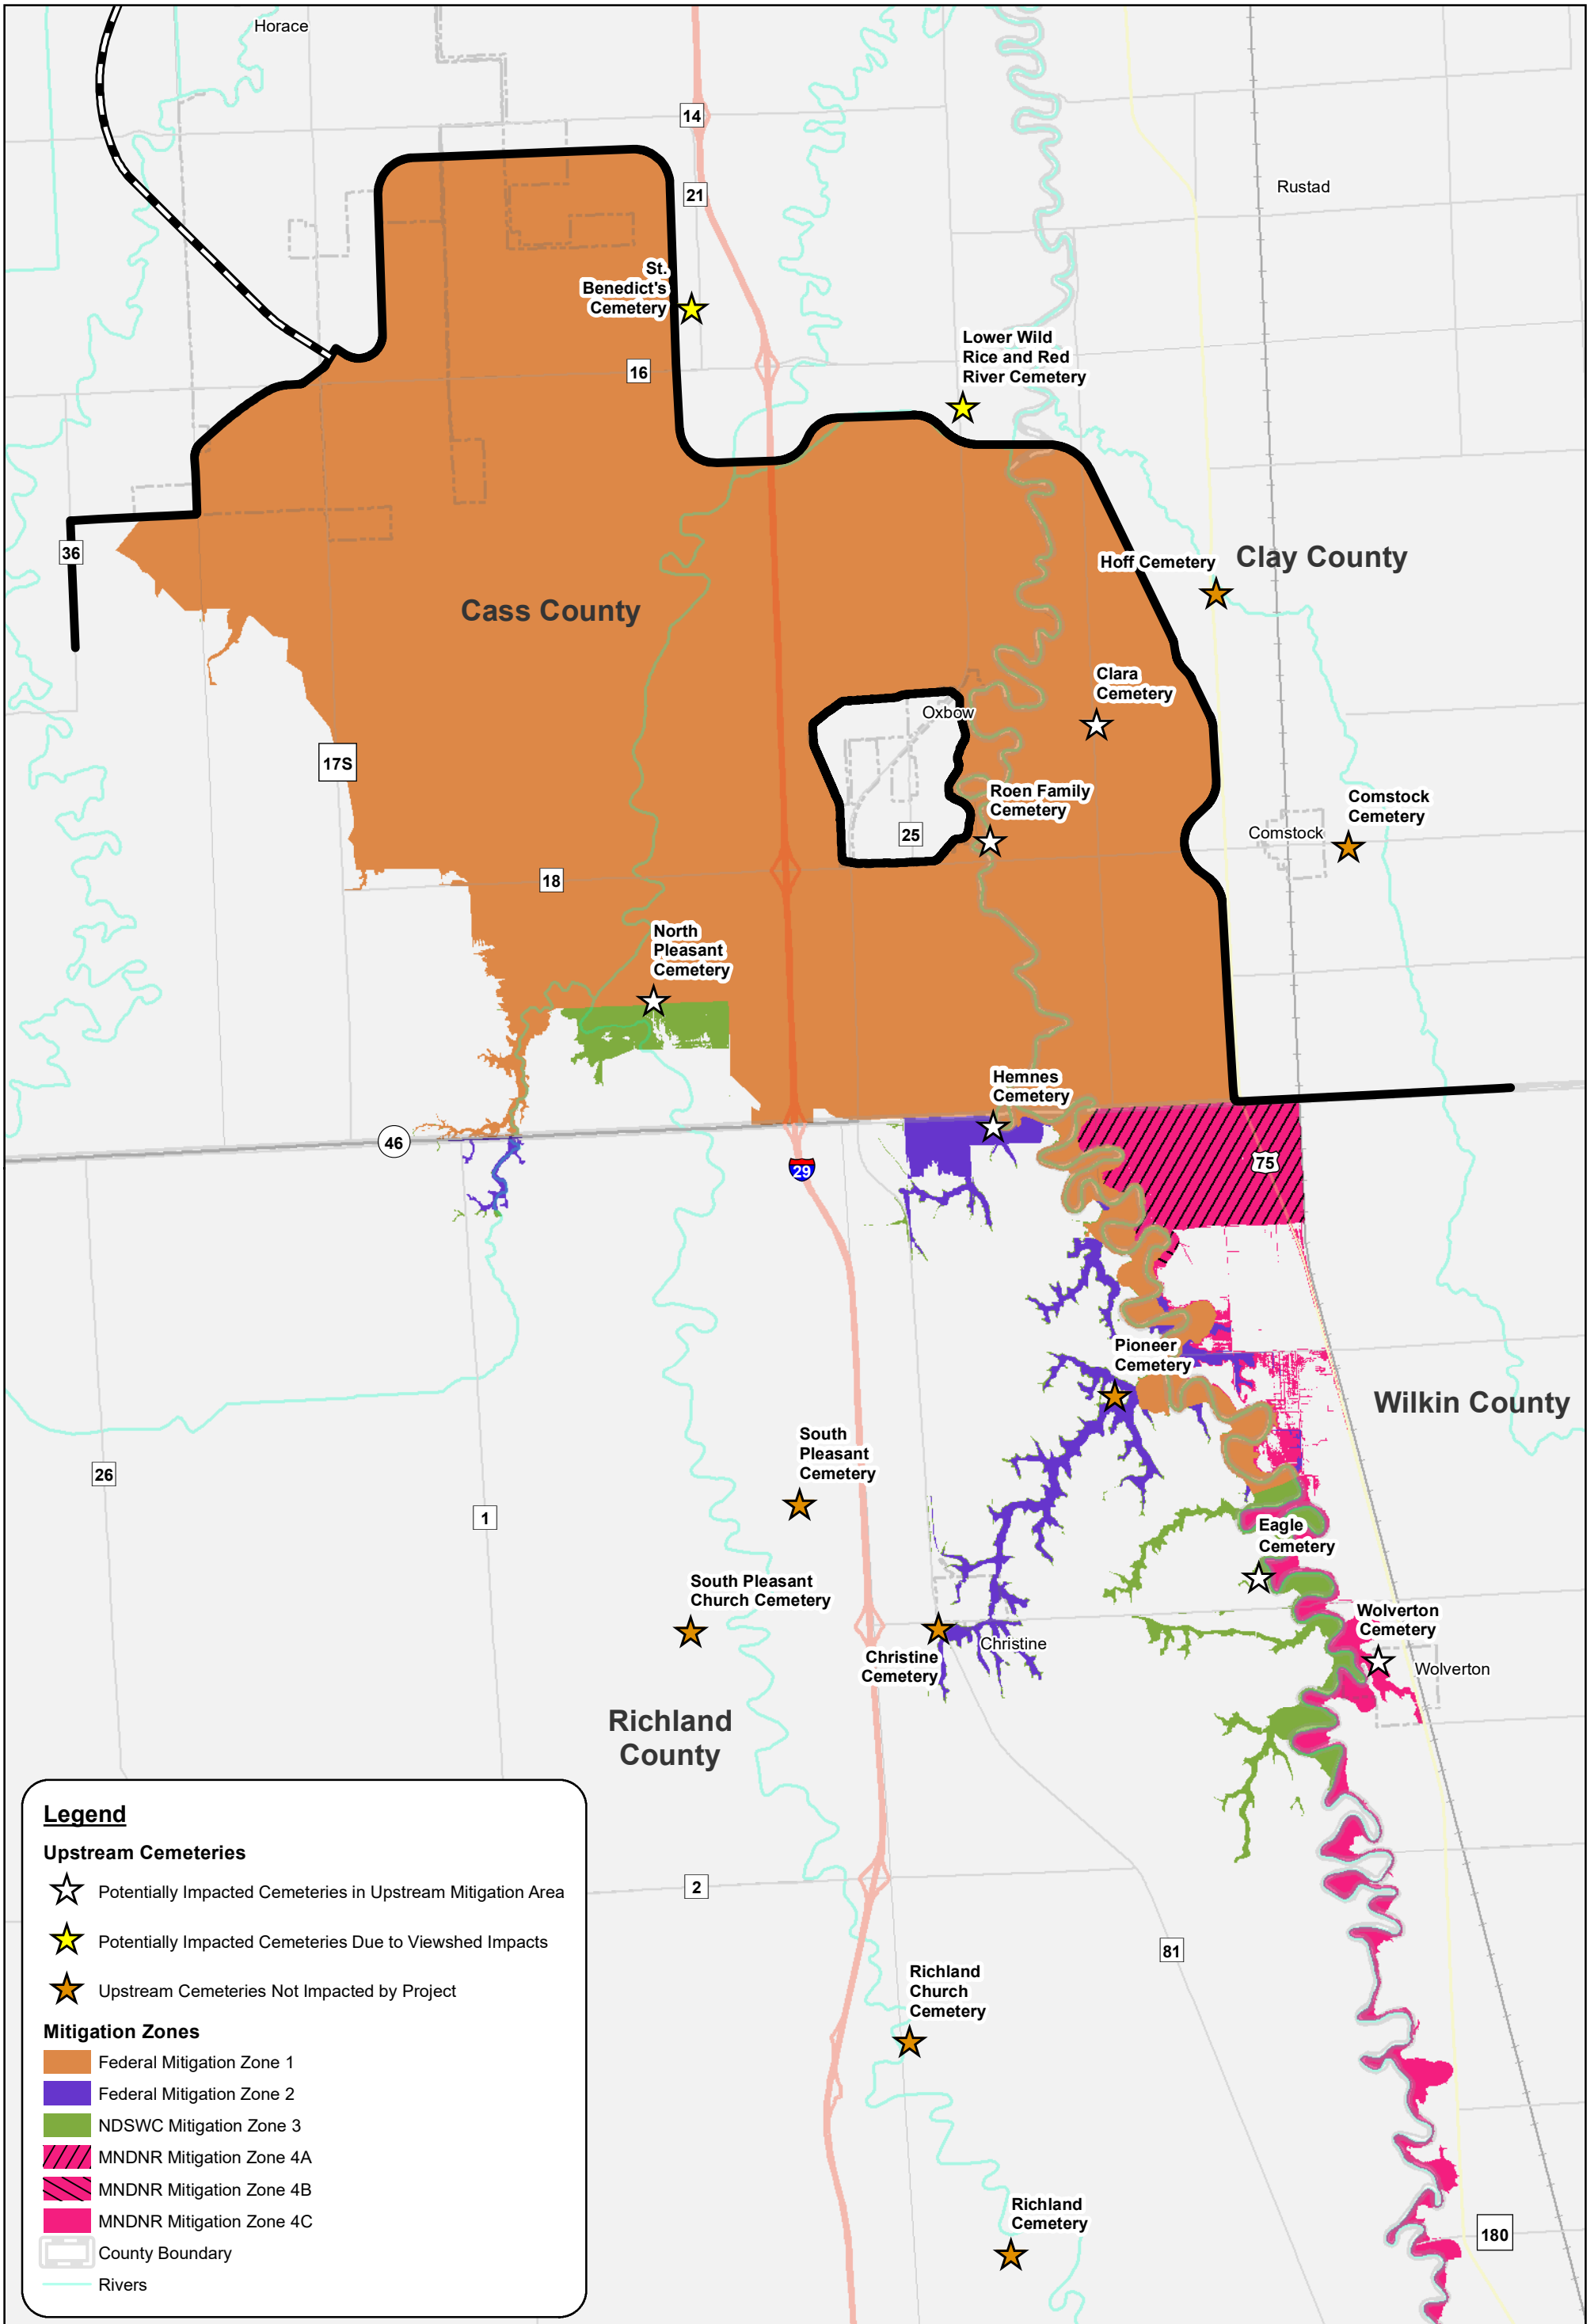 Horace
14
Rustad
21
St.
Benedict's
Cemetery
Lower Wild
Rice and Red
River Cemetery
16
36
Hoff Cemetery
Clay County
Cass County
Clara
Cemetery
Oxbow
17S
Roen Family
Cemetery
25
Comstock
Cemetery
Comstock
18
North
Pleasant
Cemetery
Hemnes
Cemetery
46
29
75
Pioneer
Cemetery
Wilkin County
South
Pleasant
Cemetery
26
1
Eagle
Cemetery
South Pleasant
Church Cemetery
Wolverton
Cemetery
Christine
Christine
Cemetery
Wolverton
Richland
County
2
81
Richland
Church
Cemetery
Richland
Cemetery
180
Legend
Upstream Cemeteries
Potentially Impacted Cemeteries in Upstream Mitigation Area
Potentially Impacted Cemeteries Due to Viewshed Impacts
Upstream Cemeteries Not Impacted by Project
Mitigation Zones
Federal Mitigation Zone 1
Federal Mitigation Zone 2
NDSWC Mitigation Zone 3
MNDNR Mitigation Zone 4A
MNDNR Mitigation Zone 4B
MNDNR Mitigation Zone 4C
County Boundary
Rivers